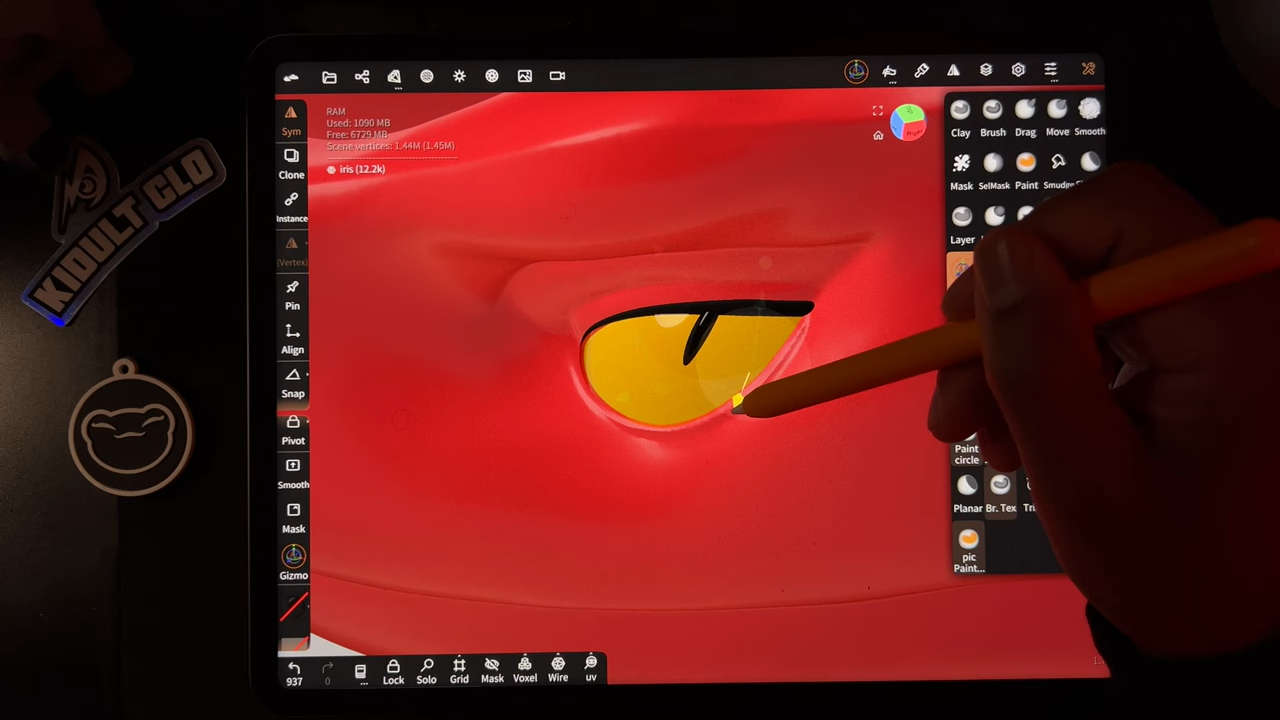 KIDULT CLO
RAM
Used: 1090 MB
Free: 6729 MB
Scene vertices: 1.44M (1.45M)
iris (12.2k)
Sym
Clone
Instance
(Vertex)
Pin
Align
Snap
Pivot
Smooth
Mask
Gizmo
937
0
Lock
Solo
Grid
Mask
Voxel
Wire
uv
Clay
Brush
Drag
Move
Smooth
Mask
SelMask
Paint
Smudge
Layer
Paint
circle
Planar
Br. Tex
pic
Paint...